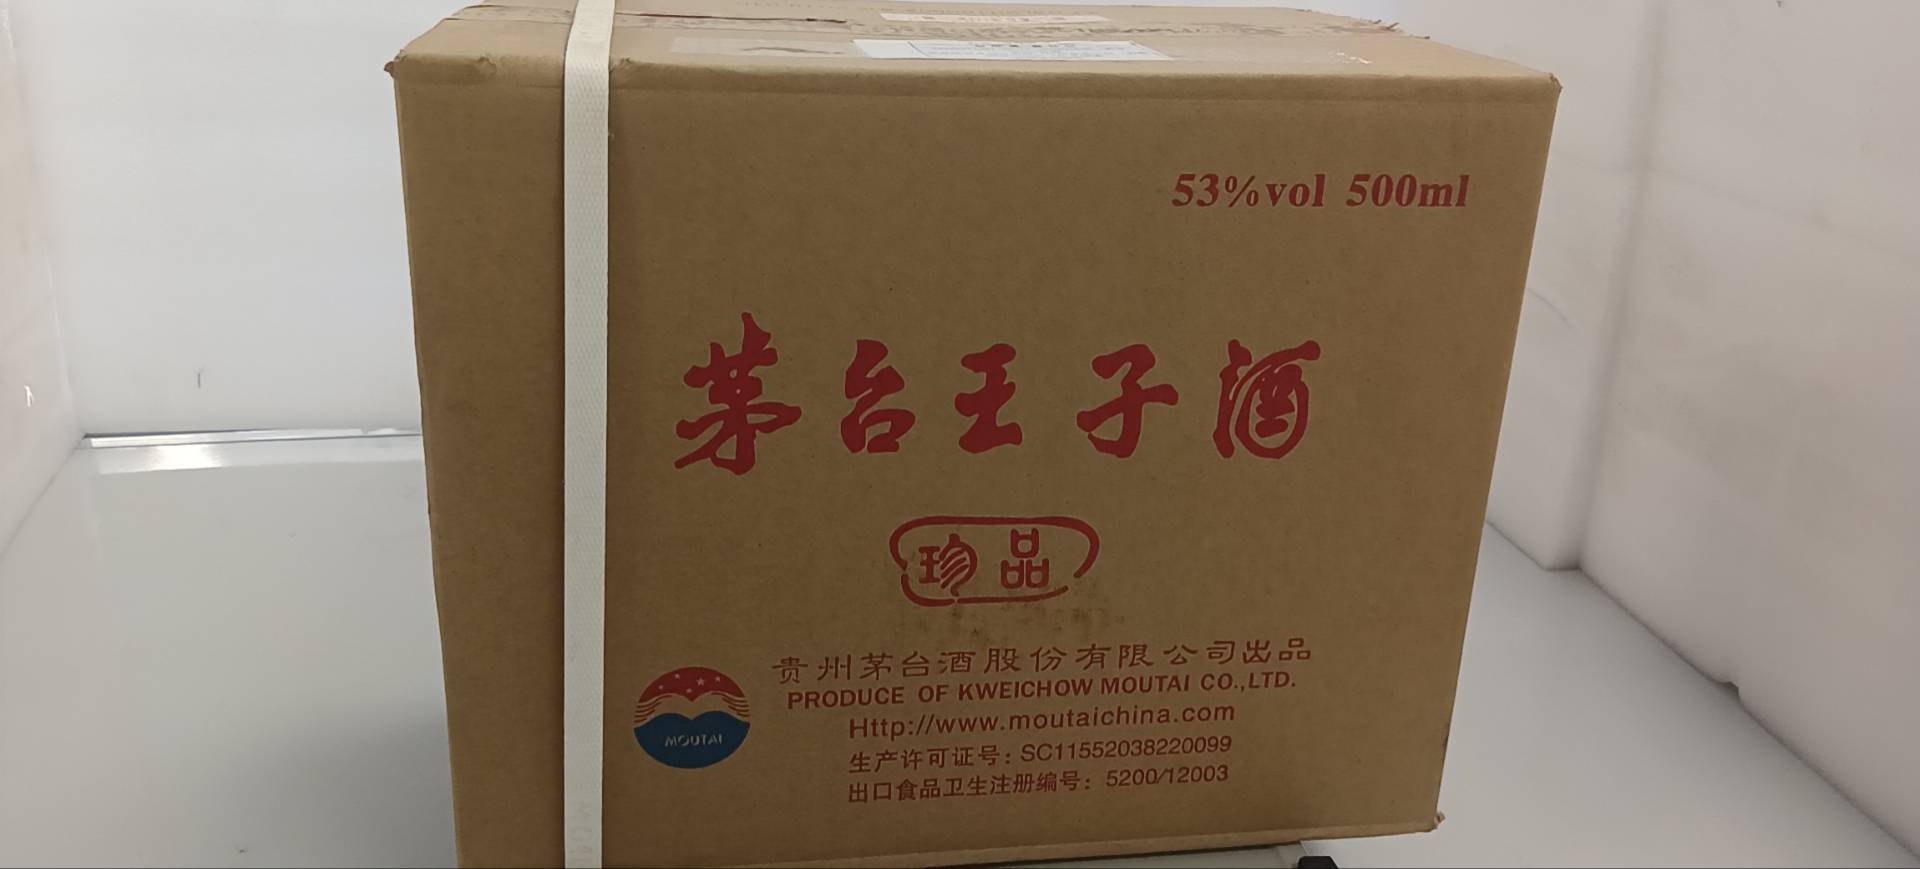 53%vol 500ml
茅台王子酒
珍品
贵州茅台酒股份有限公司出品
PRODUCE OF KWEICHOW MOUTAI CO.,LTD.
Http://www.moutaichina.com
MOUTAI
生产许可证号：SC11552038220099
出口食品卫生注册编号：5200/12003